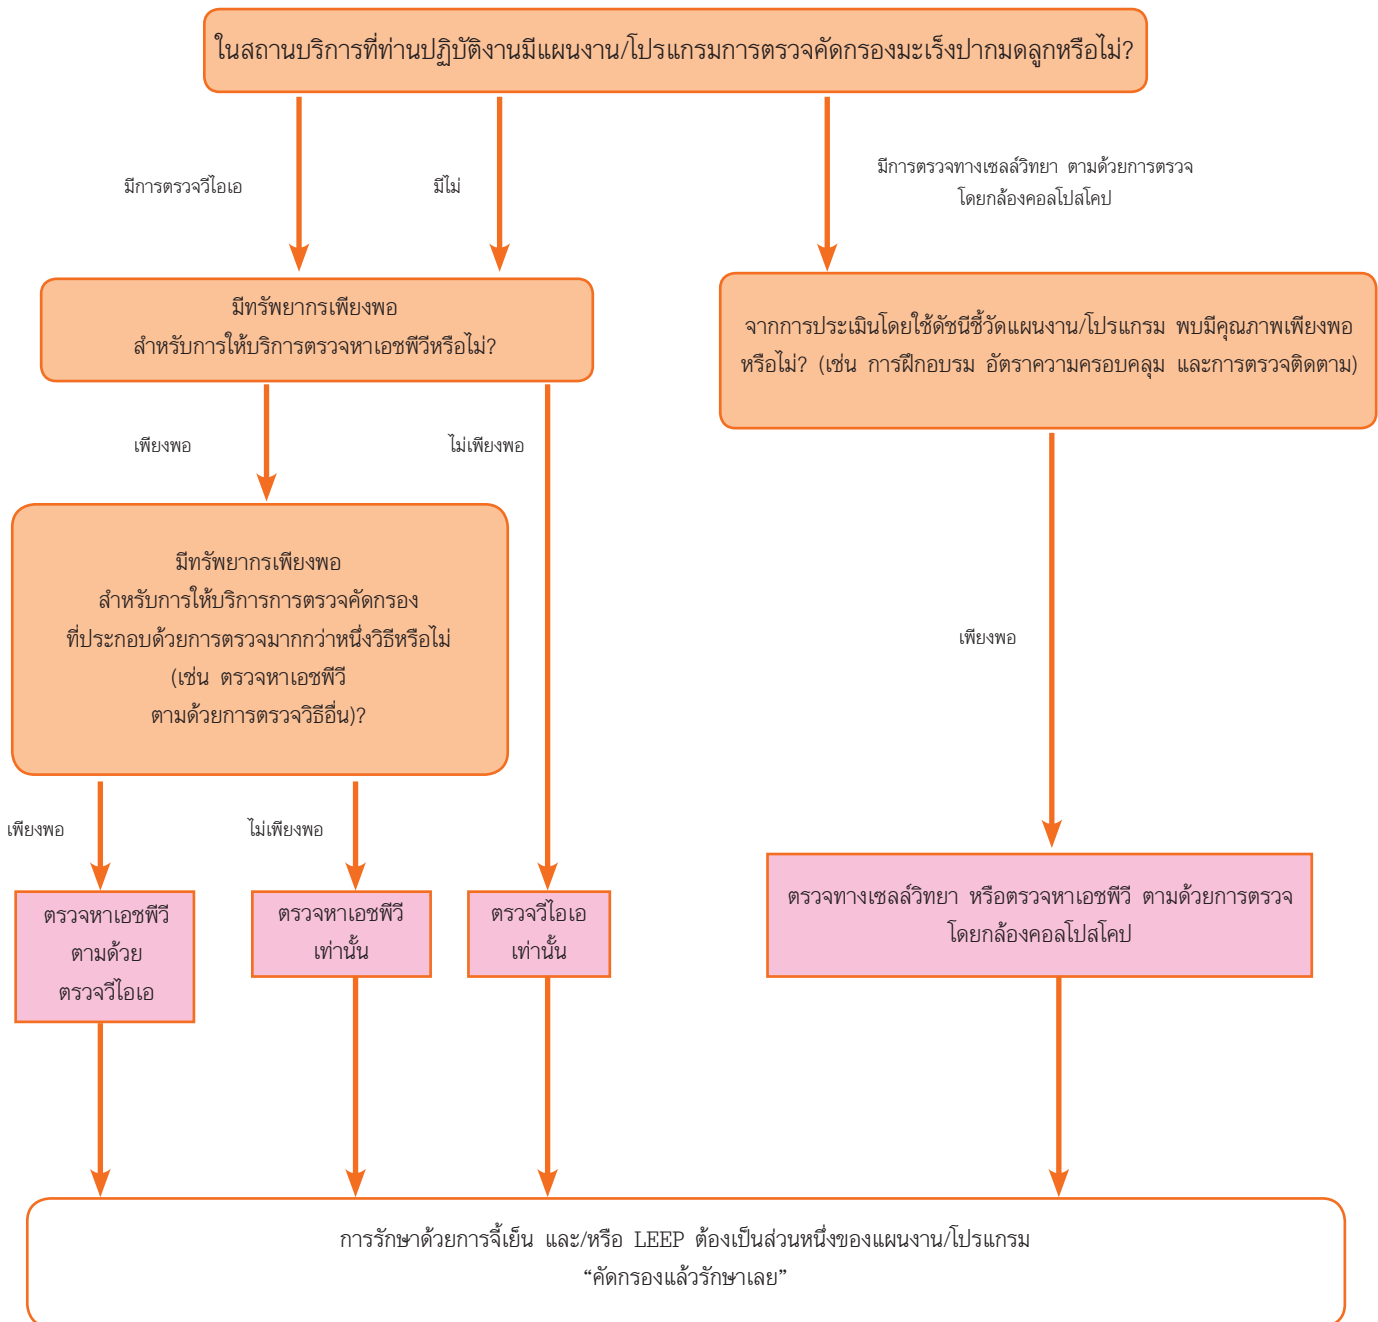 ในสถานบริการที่ท่านปฏิบัติงานมีแผนงาน/โปรแกรมการตรวจคัดกรองมะเร็งปากมดลูกหรือไม่?
มีการตรวจวีไอเอ
มีไม่
มีการตรวจทางเซลล์วิทยา ตามด้วยการตรวจ
โดยกล้องคอลโปสโคป
มีทรัพยากรเพียงพอ
สำหรับการให้บริการตรวจหาเอชพีวีหรือไม่?
จากการประเมินโดยใช้ดัชนีชี้วัดแผนงาน/โปรแกรม พบมีคุณภาพเพียงพอ
หรือไม่? (เช่น การฝึกอบรม อัตราความครอบคลุม และการตรวจติดตาม)
เพียงพอ
ไม่เพียงพอ
มีทรัพยากรเพียงพอ
สำหรับการให้บริการการตรวจคัดกรอง
ที่ประกอบด้วยการตรวจมากกว่าหนึ่งวิธีหรือไม่
(เช่น ตรวจหาเอชพีวี
ตามด้วยการตรวจวิธีอื่น)?
เพียงพอ
เพียงพอ
ไม่เพียงพอ
ตรวจหาเอชพีวี
ตามด้วย
ตรวจวีไอเอ
ตรวจหาเอชพีวี
เท่านั้น
ตรวจวีไอเอ
เท่านั้น
ตรวจทางเซลล์วิทยา หรือตรวจหาเอชพีวี ตามด้วยการตรวจ
โดยกล้องคอลโปสโคป
การรักษาด้วยการจี้เย็น และ/หรือ LEEP ต้องเป็นส่วนหนึ่งของแผนงาน/โปรแกรม
“คัดกรองแล้วรักษาเลย”